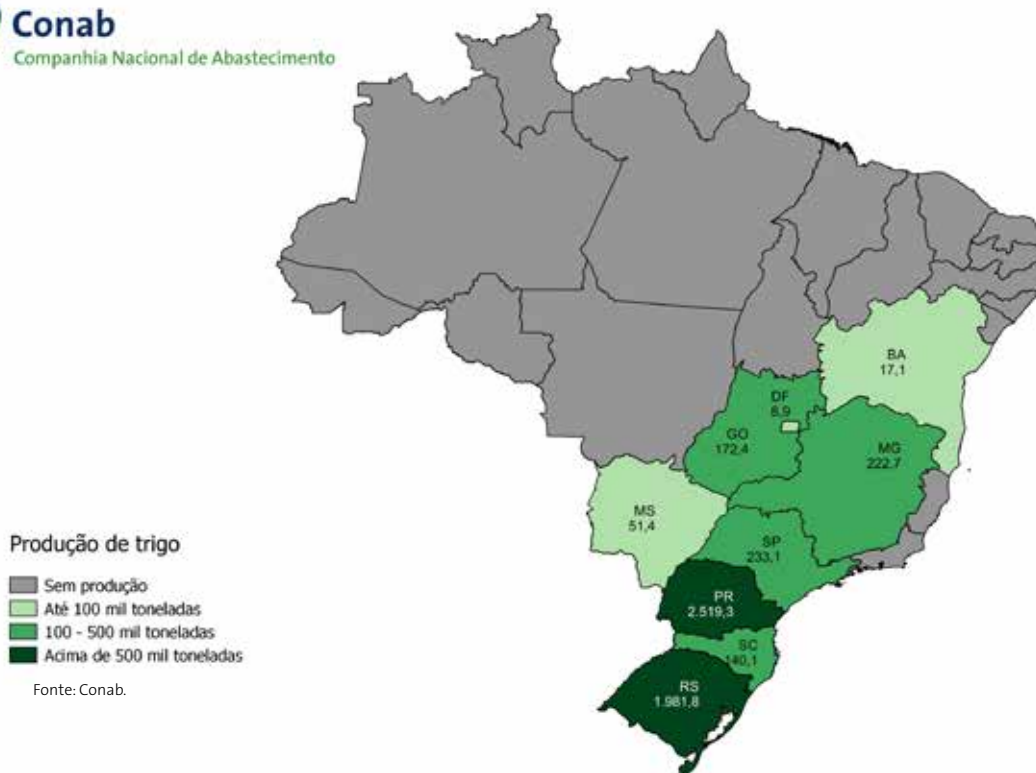 Conab
Companhia Nacional de Abastecimento
BA
17,1
DF
8,9
GO
172,4
MG
222,7
MS
51,4
SP
233,1
PR
2.519,3
SC
140,1
RS
1.981,8
Produção de trigo
Sem produção
Até 100 mil toneladas
100 - 500 mil toneladas
Acima de 500 mil toneladas
Fonte: Conab.